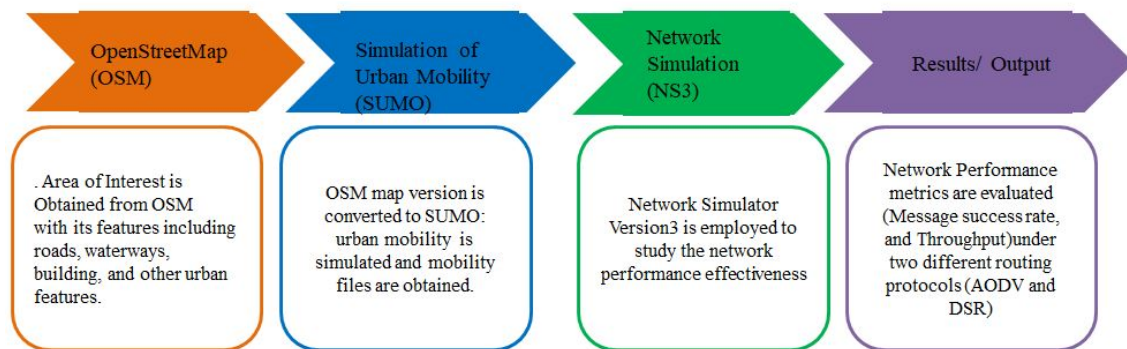 OpenStreetMap
(OSM)
Simulation of
Urban Mobility
(SUMO)
Network
Simulation
(NS3)
Results/ Output
. Area of Interest is
Obtained from OSM
with its features including
roads, waterways,
building, and other urban
features.
OSM map version is
converted to SUMO:
urban mobility is
simulated and mobility
files are obtained.
Network Simulator
Version3 is employed to
study the network
performance effectiveness
Network Performance
metrics are evaluated
(Message success rate,
and Throughput)under
two different routing
protocols (AODV and
DSR)